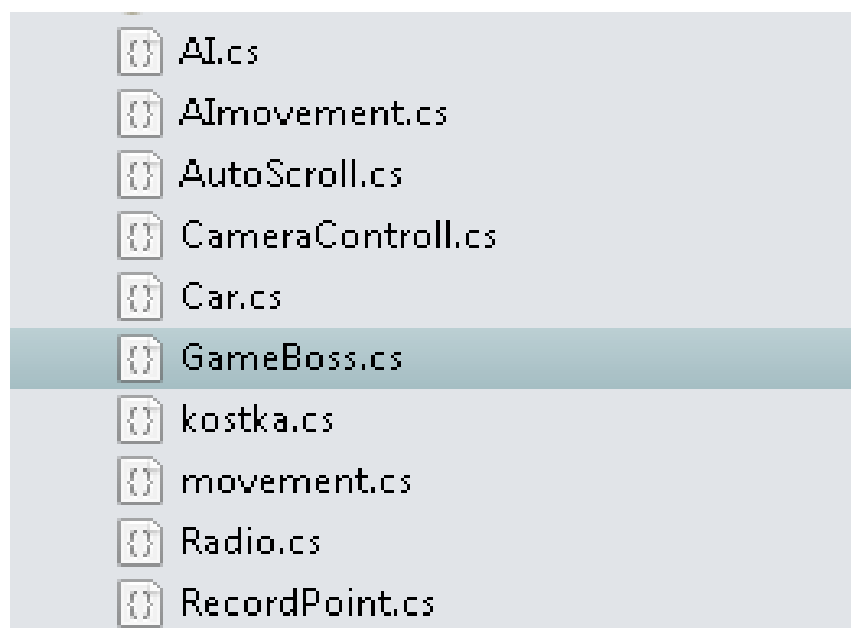 AI.cs
AImovement.cs
AutoScroll.cs
CameraControll.cs
Car.cs
GameBoss.cs
kostka.cs
movement.cs
Radio.cs
RecordPoint.cs